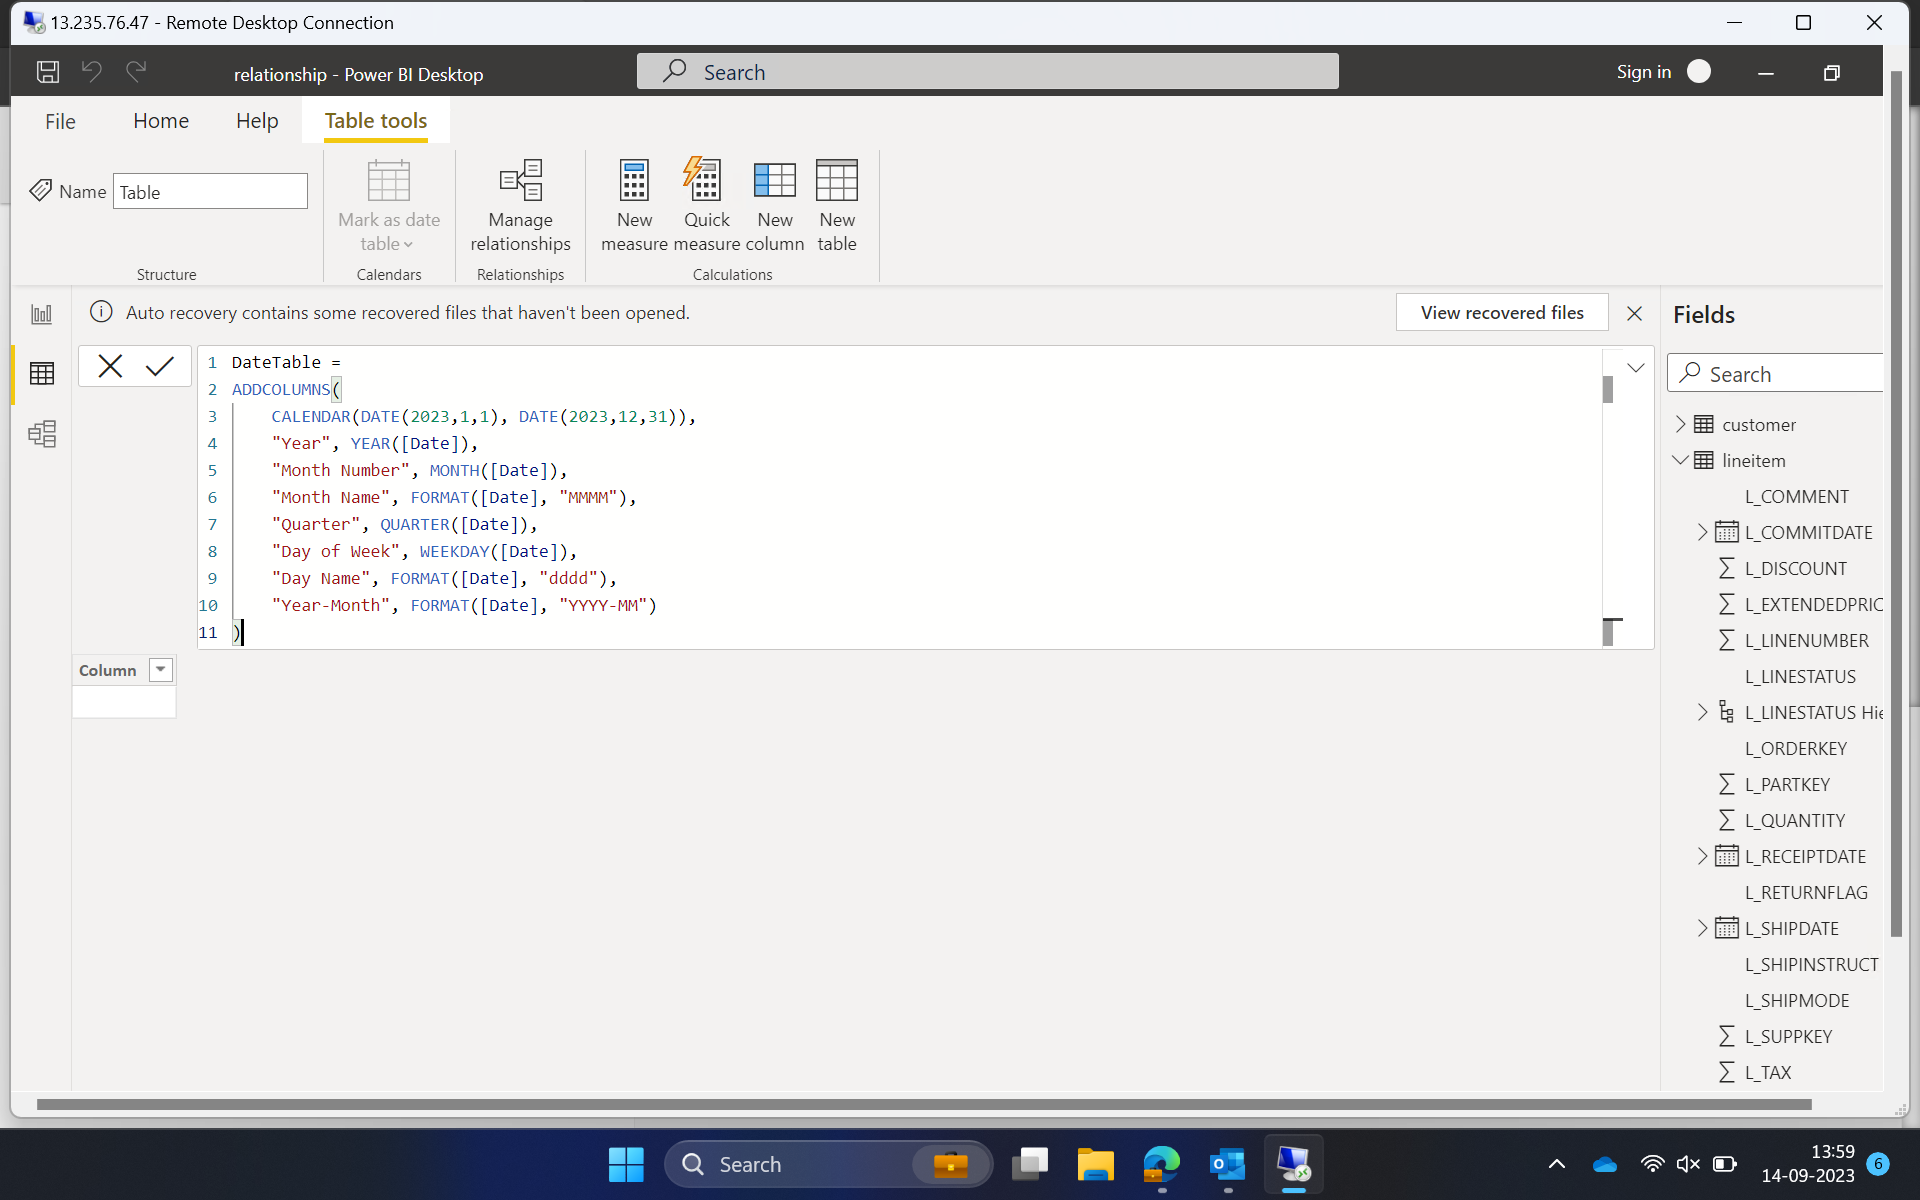 13.235.76.47 - Remote Desktop Connection
relationship - Power BI Desktop
Search
Sign in
File
Home
Help
Table tools
Name
Table
Mark as date
table
Manage
relationships
New
measure
Quick
measure
New
column
New
table
Structure
Calendars
Relationships
Calculations
Auto recovery contains some recovered files that haven't been opened.
View recovered files
1 DateTable =
2 ADDCOLUMNS(
3 CALENDAR(DATE(2023,1,1), DATE(2023,12,31)),
4 "Year", YEAR([Date]),
5 "Month Number", MONTH([Date]),
6 "Month Name", FORMAT([Date], "MMMM"),
7 "Quarter", QUARTER([Date]),
8 "Day of Week", WEEKDAY([Date]),
9 "Day Name", FORMAT([Date], "dddd"),
10 "Year-Month", FORMAT([Date], "YYYY-MM")
11 )
Column
Fields
Search
customer
lineitem
L_COMMENT
L_COMMITDATE
L_DISCOUNT
L_EXTENDEDPRIC
L_LINENUMBER
L_LINESTATUS
L_LINESTATUS Hie
L_ORDERKEY
L_PARTKEY
L_QUANTITY
L_RECEIPTDATE
L_RETURNFLAG
L_SHIPDATE
L_SHIPINSTRUCT
L_SHIPMODE
L_SUPPKEY
L_TAX
Search
13:59
14-09-2023
6